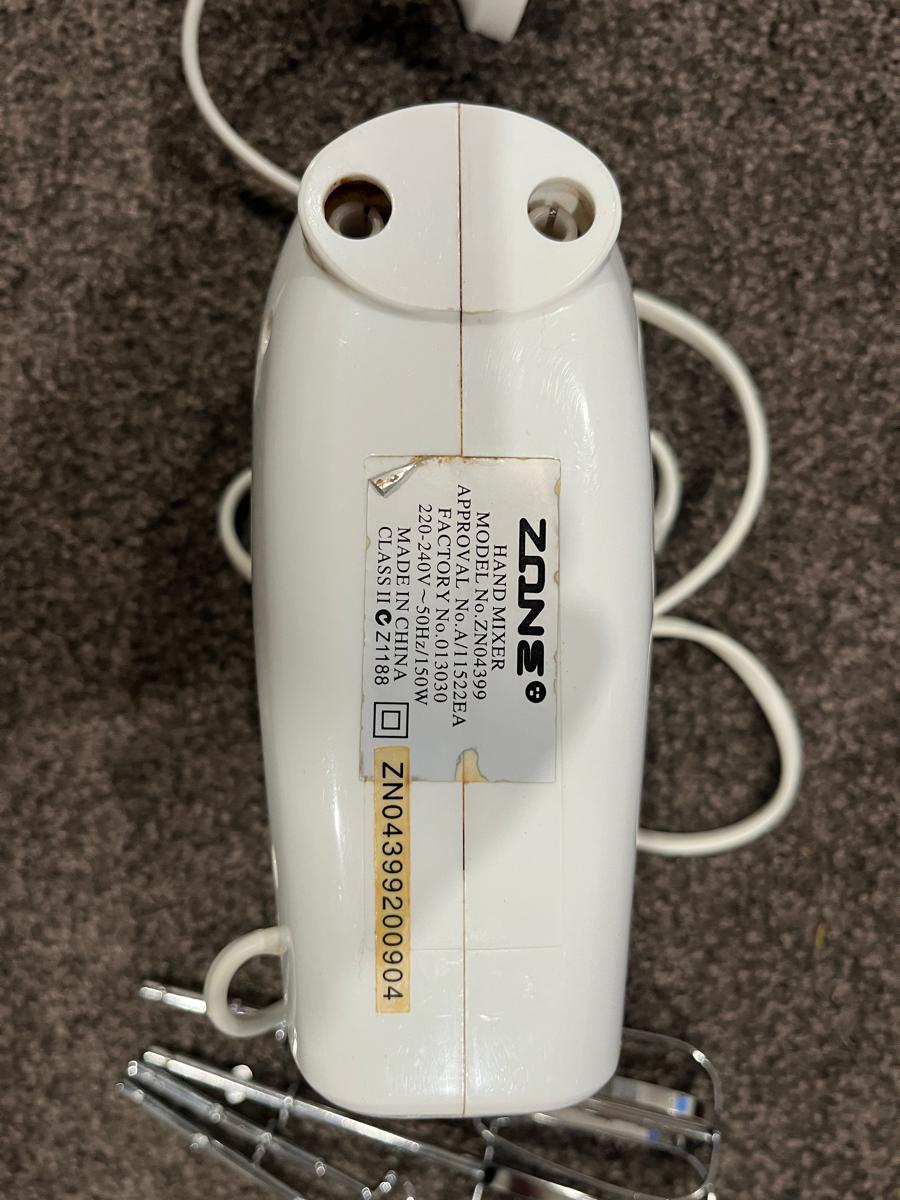 ZONE
HAND MIXER
MODEL No.ZN04399
APPROVAL No.A/11522EA
FACTORY No.013030
220-240V～50Hz/150W
MADE IN CHINA
CLASS II Z1188
ZN04399200904